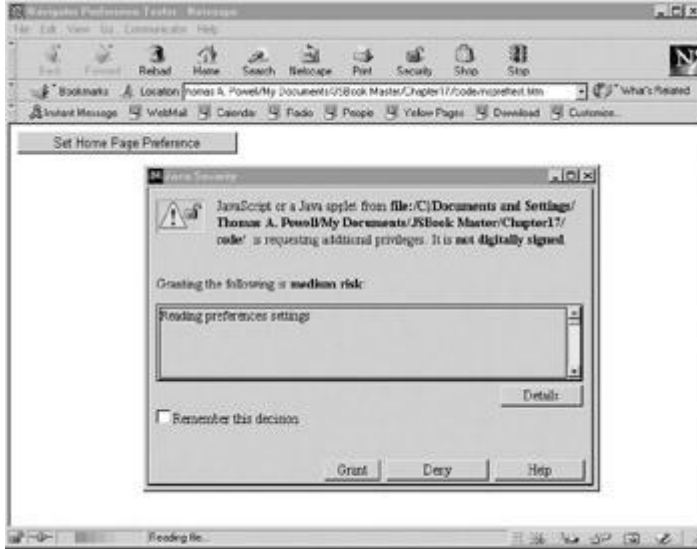 Navigator Preference Tester - Netscape
File Edit View Go Communicator Help
Back Forward Reload Home Search Netscape Print Security Shop Stop
N
Bookmarks Location homas A. Powell/My Documents/JSBook Master/Chapter17/code/nsprefset.htm What's Related
Instant Message WebMail Calendar Radio People Yellow Pages Download Customize...
Set Home Page Preference
Java Security
JavaScript or a Java applet from file:/C|/Documents and Settings/
Thomas A. Powell/My Documents/JSBook Master/Chapter17/
code/' is requesting additional privileges. It is not digitally signed.
Granting the following is medium risk:
Reading preferences settings
Details
Remember this decision
Grant Deny Help
Reading file...